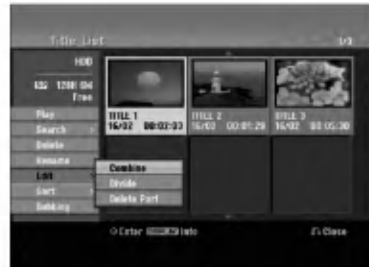 Title List
HDD
Free
Play
Search
Delete
Rename
Edit
Sort
Dubbing
Combine
Divide
Delete Part
TITLE 1
16/02 00:02:03
TITLE 2
16/02 00:01:29
TITLE 3
16/02 00:05:30
Enter DISPLAY Info
Close